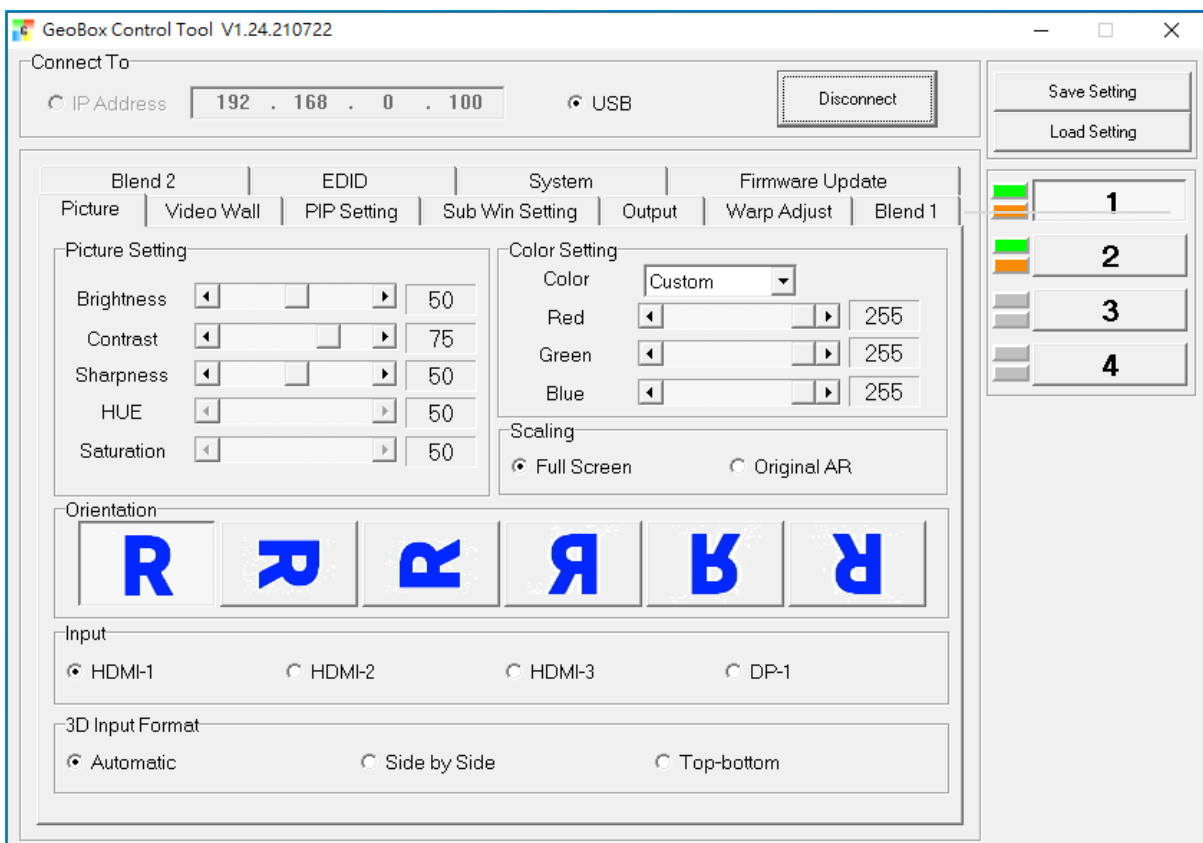 G GeoBox Control Tool V1.24.210722
Connect To
IP Address 192 . 168 . 0 . 100 USB Disconnect
Save Setting
Load Setting
Blend 2 EDID System Firmware Update
Picture Video Wall PIP Setting Sub Win Setting Output Warp Adjust Blend 1
1
2
3
4
Picture Setting
Brightness 50
Contrast 75
Sharpness 50
HUE 50
Saturation 50
Color Setting
Color Custom
Red 255
Green 255
Blue 255
Scaling
Full Screen Original AR
Orientation
R R R R R R
Input
HDMI-1 HDMI-2 HDMI-3 DP-1
3D Input Format
Automatic Side by Side Top-bottom